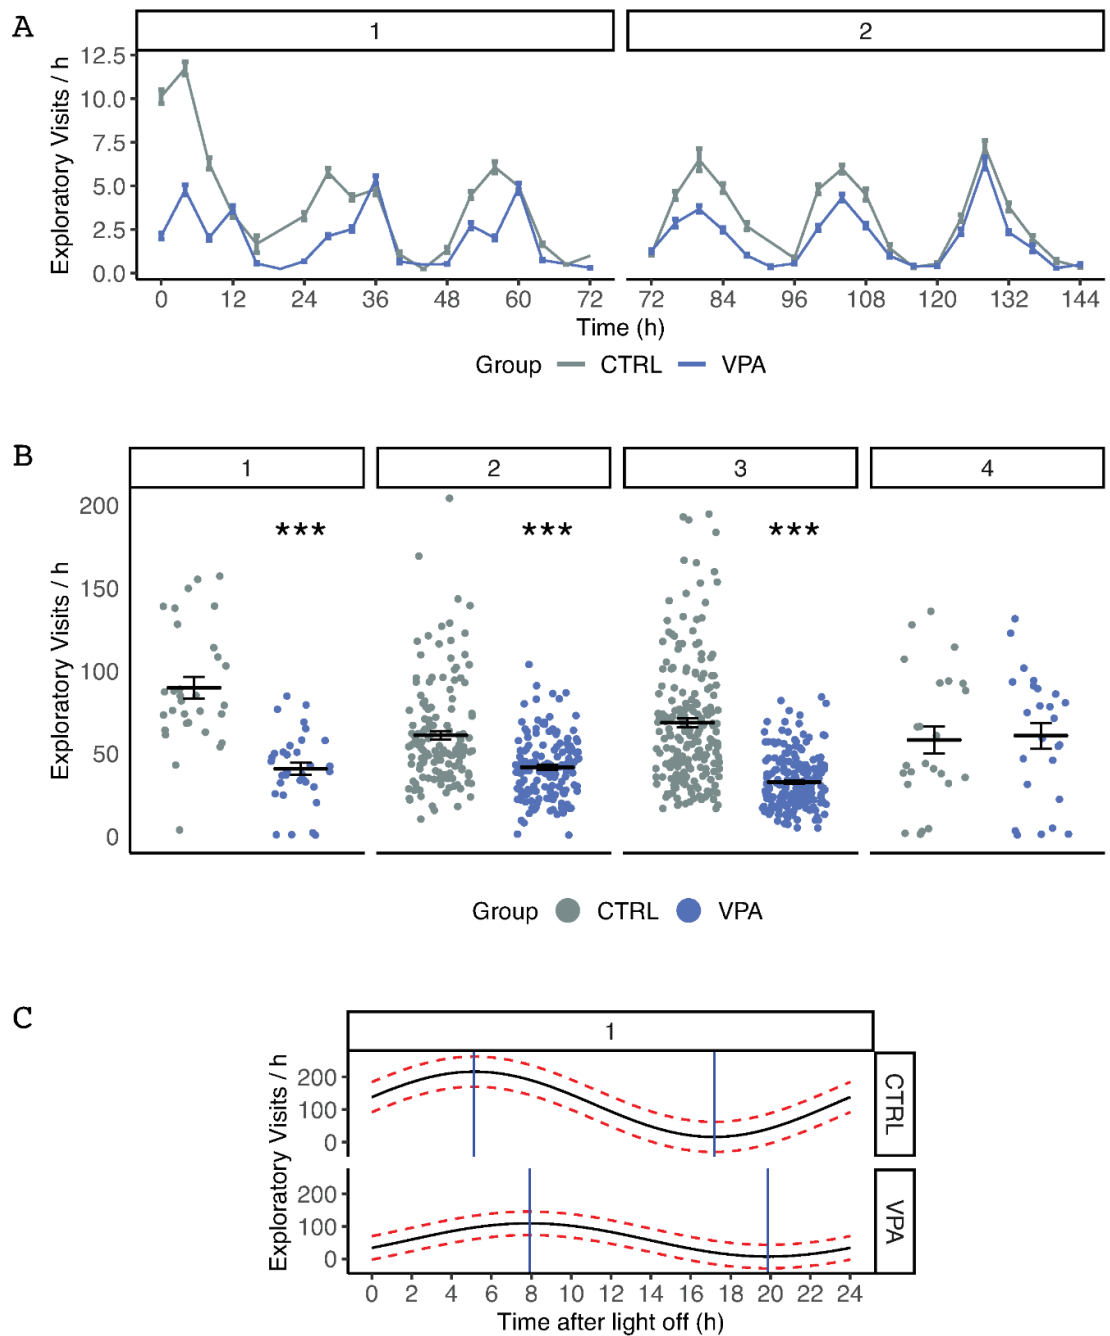 A
1 2
Exploratory Visits / h
12.5
10.0
7.5
5.0
2.5
0.0
0 12 24 36 48 60 72 72 84 96 108 120 132 144
Time (h)
Group CTRL VPA
B
1 2 3 4
Exploratory Visits / h
200
150
100
50
0
*** *** ***
Group CTRL VPA
C
1
Exploratory Visits / h
200
100
0
CTRL
200
100
0
VPA
0 2 4 6 8 10 12 14 16 18 20 22 24
Time after light off (h)